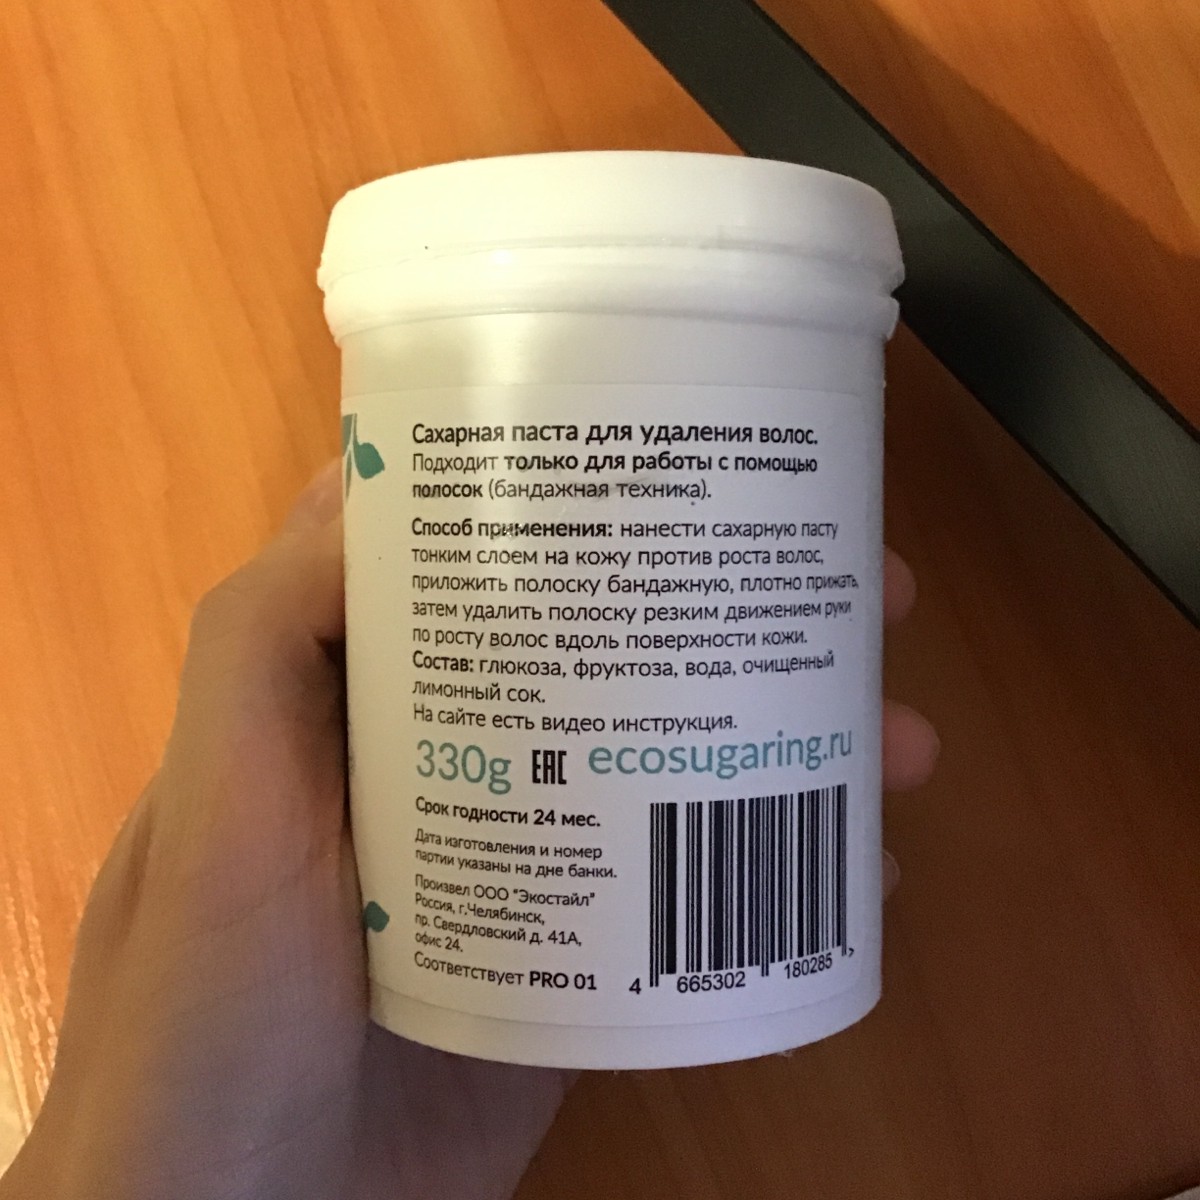 Сахарная паста для удаления волос.
Подходит только для работы с помощью
полосок (бандажная техника).
Способ применения: нанести сахарную пасту
тонким слоем на кожу против роста волос,
приложить полоску бандажную, плотно прижать,
затем удалить полоску резким движением руки
по росту волос вдоль поверхности кожи.
Состав: глюкоза, фруктоза, вода, очищенный
лимонный сок.
На сайте есть видео инструкция.
330g EAC ecosugaring.ru
Срок годности 24 мес.
Дата изготовления и номер
партии указаны на дне банки.
Произвел ООО "Экостайл"
Россия, г.Челябинск,
пр. Свердловский д. 41А,
офис 24.
Соответствует PRO 01
4 665302 180285 >